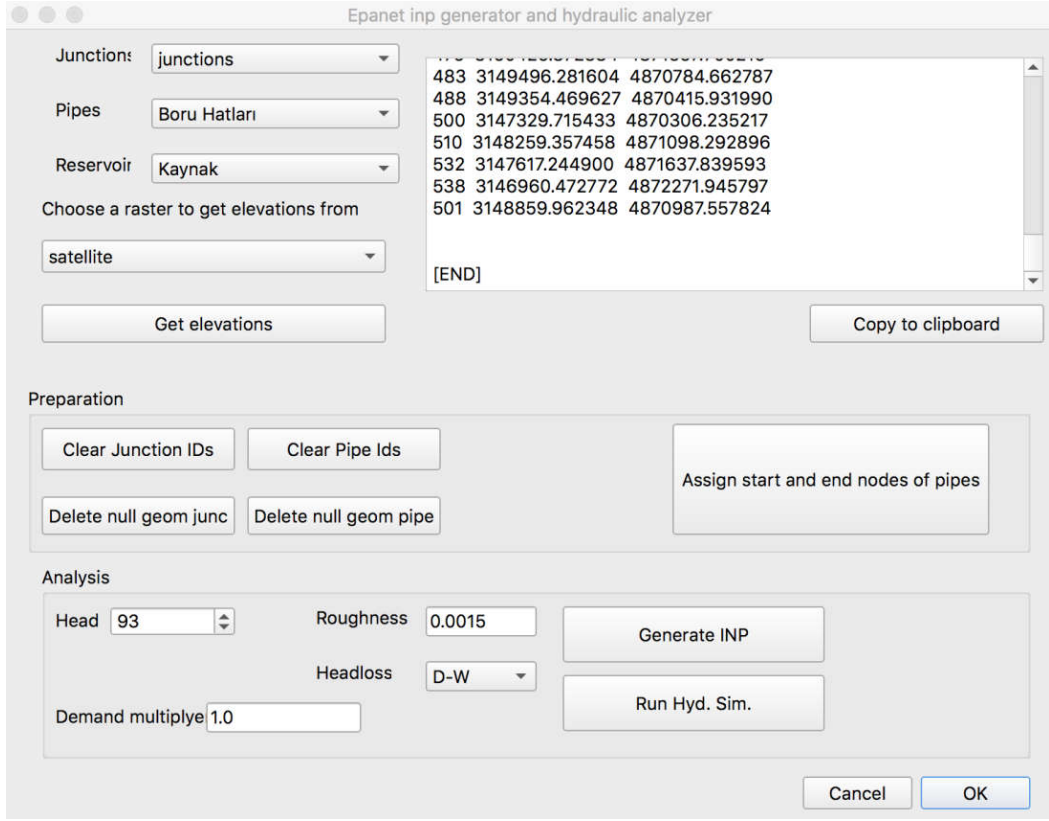 Epanet inp generator and hydraulic analyzer
Junctions
junctions
Pipes
Boru Hatları
Reservoir
Kaynak
Choose a raster to get elevations from
satellite
Get elevations
483 3149496.281604 4870784.662787
488 3149354.469627 4870415.931990
500 3147329.715433 4870306.235217
510 3148259.357458 4871098.292896
532 3147617.244900 4871637.839593
538 3146960.472772 4872271.945797
501 3148859.962348 4870987.557824
[END]
Copy to clipboard
Preparation
Clear Junction IDs
Clear Pipe Ids
Delete null geom junc
Delete null geom pipe
Assign start and end nodes of pipes
Analysis
Head 93
Roughness 0.0015
Headloss D-W
Demand multiplye 1.0
Generate INP
Run Hyd. Sim.
Cancel
OK